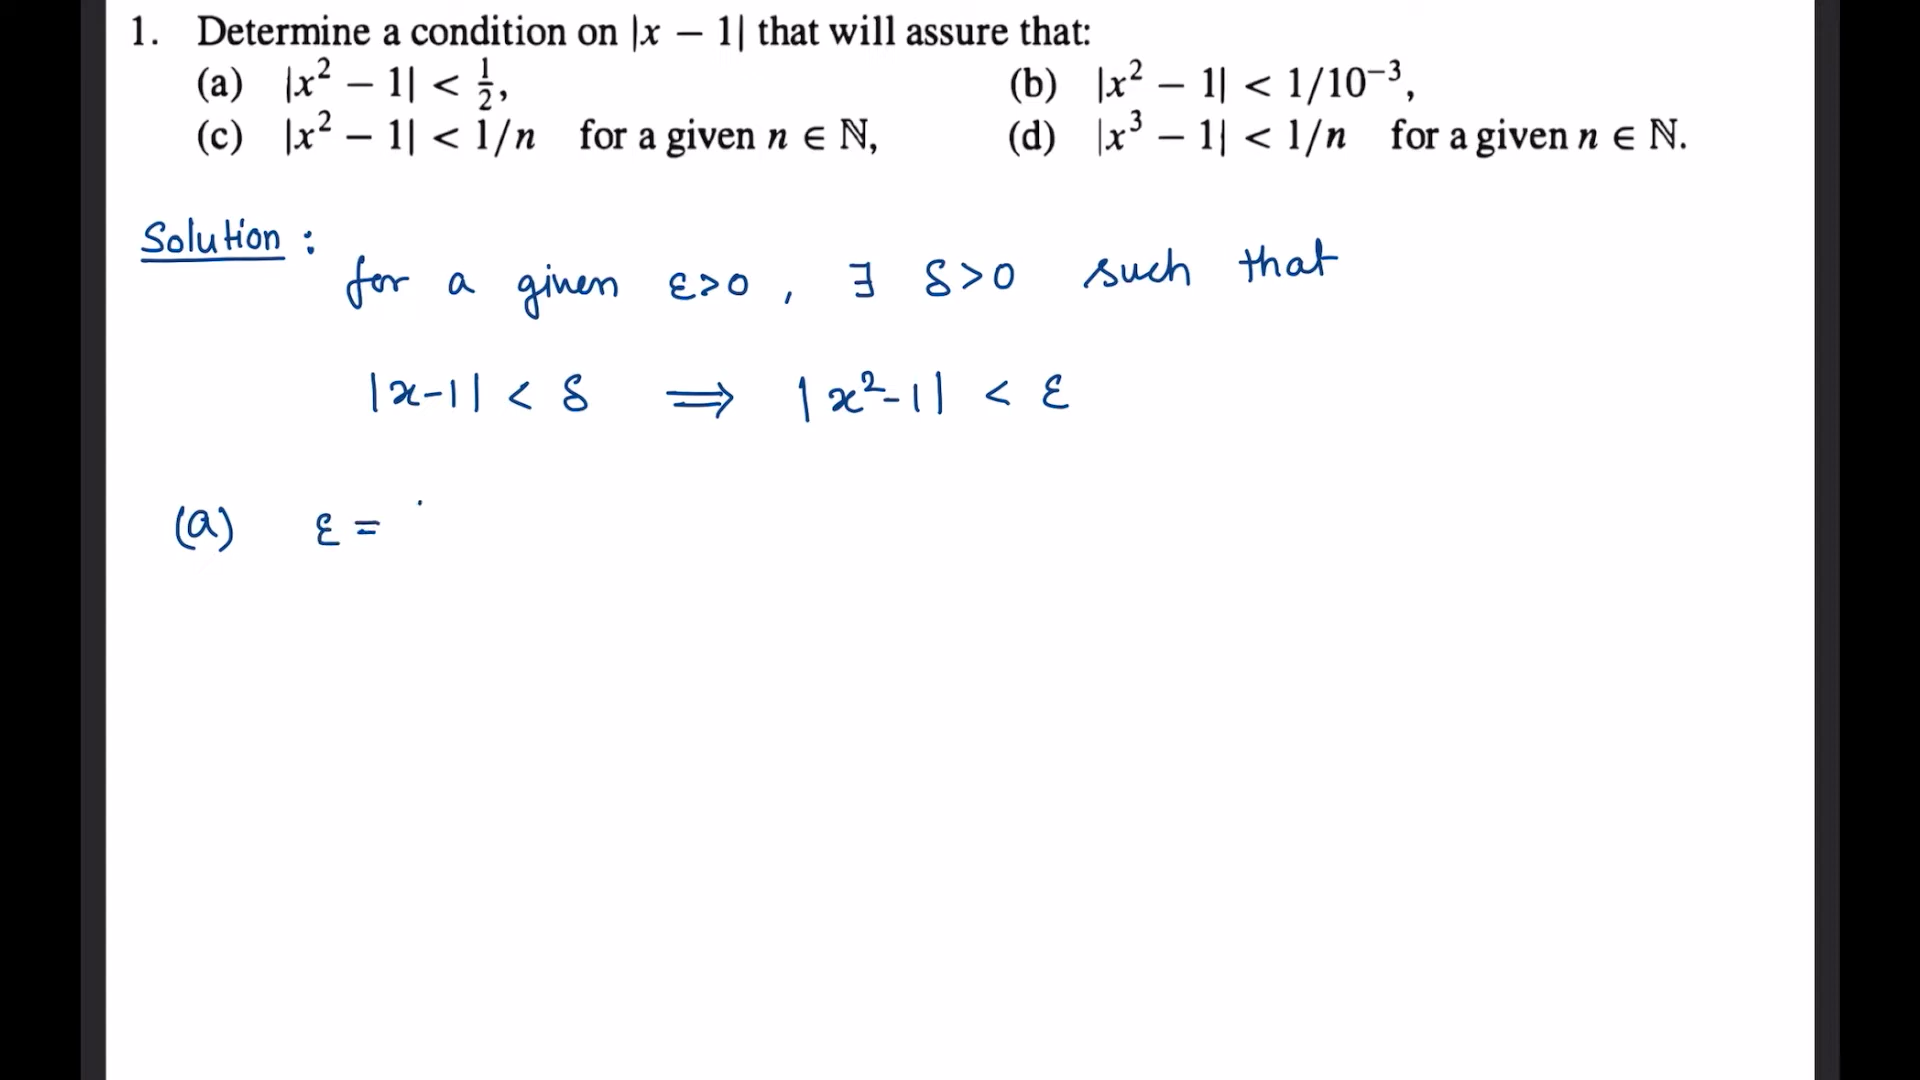 1. Determine a condition on |x − 1| that will assure that:
(a) |x² − 1| < ½, (b) |x² − 1| < 1/10⁻³,
(c) |x² − 1| < 1/n for a given n ∈ ℕ, (d) |x³ − 1| < 1/n for a given n ∈ ℕ.
Solution :
for a given ε>0 , ∃ δ>0 such that
|x-1| < δ ⟹ |x²-1| < ε
(a) ε =